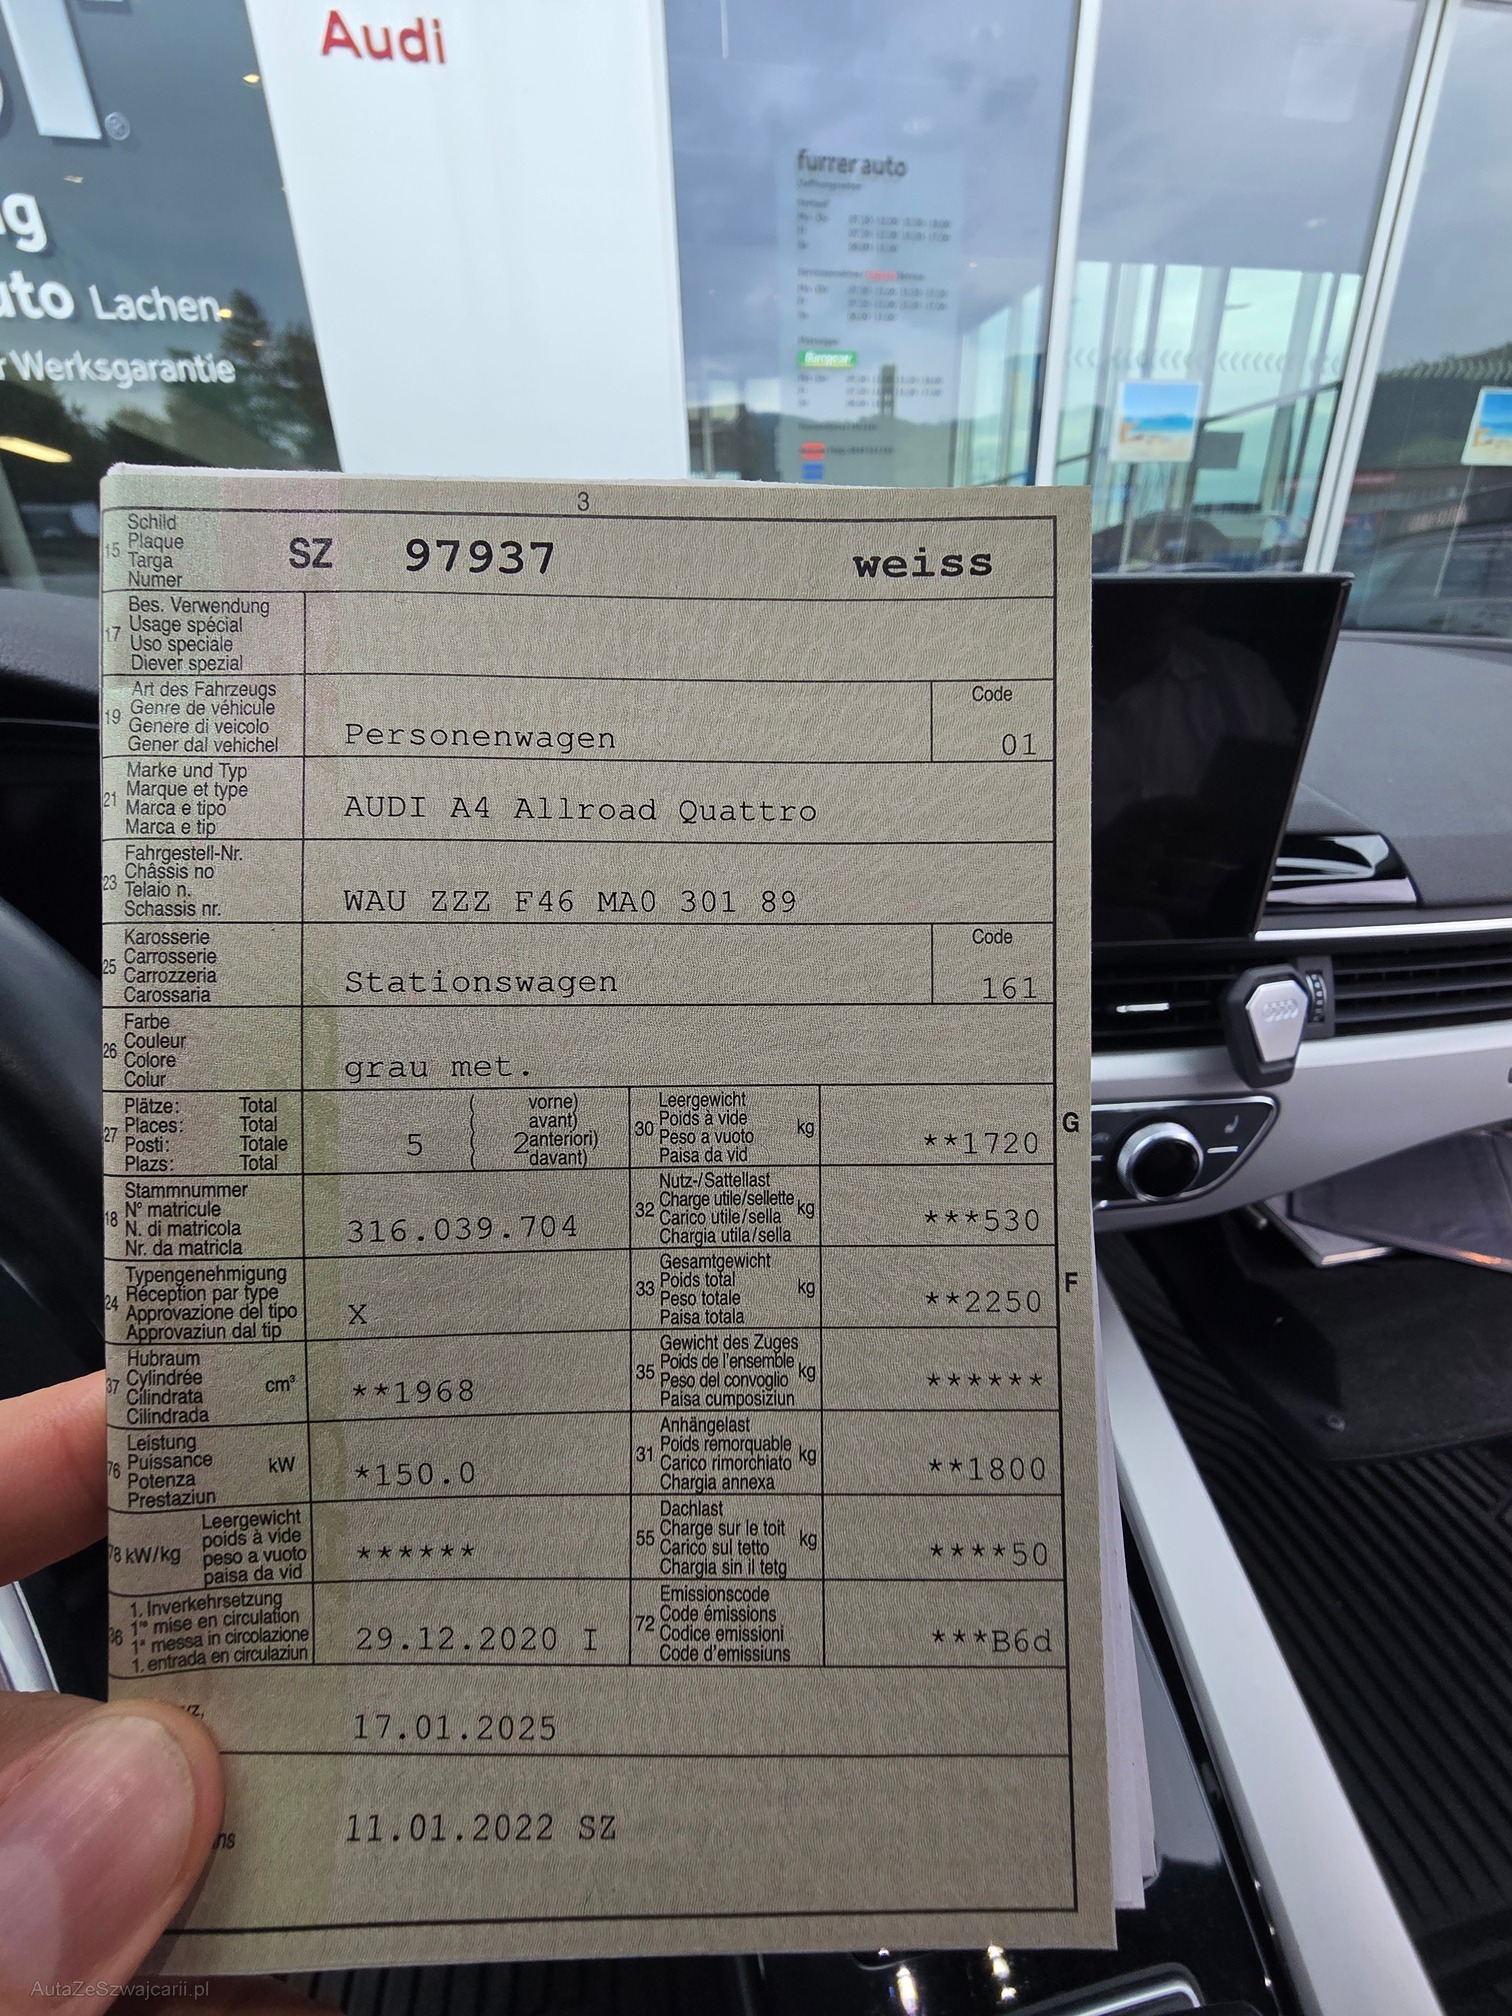 Audi
®
Lachen
Werksgarantie
furrer auto
Europcar
3
15 Schild
Plaque
Targa
Numer
SZ 97937 weiss
17 Bes. Verwendung
Usage spécial
Uso speciale
Diever spezial
19 Art des Fahrzeugs
Genre de véhicule
Genere di veicolo
Gener dal vehichel
Personenwagen
Code
01
21 Marke und Typ
Marque et type
Marca e tipo
Marca e tip
AUDI A4 Allroad Quattro
23 Fahrgestell-Nr.
Châssis no
Telaio n.
Schassis nr.
WAU ZZZ F46 MA0 301 89
25 Karosserie
Carrosserie
Carrozzeria
Carossaria
Stationswagen
Code
161
26 Farbe
Couleur
Colore
Colur
grau met.
27 Plätze: Total
Places: Total
Posti: Totale
Plazs: Total
5
vorne)
avant)
2 anteriori)
davant)
30 Leergewicht
Poids à vide
Peso a vuoto
Paisa da vid
kg
**1720
G
18 Stammnummer
N° matricule
N. di matricola
Nr. da matricla
316.039.704
32 Nutz-/Sattellast
Charge utile/sellette
Carico utile/sella
Chargia utila/sella
kg
***530
24 Typengenehmigung
Réception par type
Approvazione del tipo
Approvaziun dal tip
X
33 Gesamtgewicht
Poids total
Peso totale
Paisa totala
kg
**2250
F
37 Hubraum
Cylindrée
Cilindrata
Cilindrada
cm³
**1968
35 Gewicht des Zuges
Poids de l'ensemble
Peso del convoglio
Paisa cumposiziun
kg
******
76 Leistung
Puissance
Potenza
Prestaziun
kW
*150.0
31 Anhängelast
Poids remorquable
Carico rimorchiato
Chargia annexa
kg
**1800
78 kW/kg
Leergewicht
poids à vide
peso a vuoto
paisa da vid
******
55 Dachlast
Charge sur le toit
Carico sul tetto
Chargia sin il tetg
kg
****50
36 1. Inverkehrsetzung
1re mise en circulation
1a messa in circolazione
1. entrada en circulaziun
29.12.2020 I
72 Emissionscode
Code émissions
Codice emissioni
Code d'emissiuns
***B6d
17.01.2025
11.01.2022 SZ
AutaZeSzwajcarii.pl